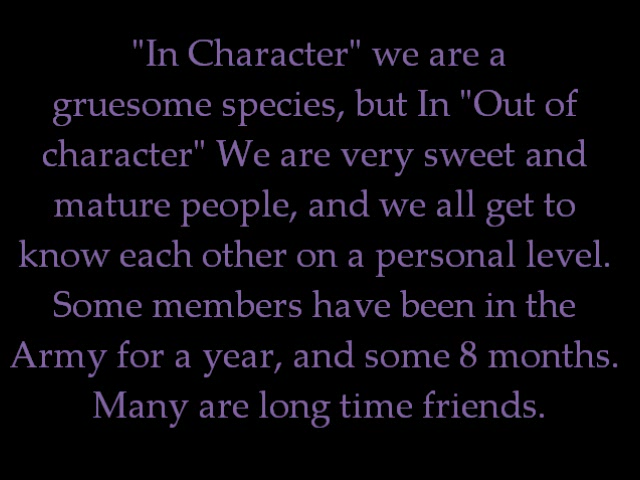 "In Character" we are a
gruesome species, but In "Out of
character" We are very sweet and
mature people, and we all get to
know each other on a personal level.
Some members have been in the
Army for a year, and some 8 months.
Many are long time friends.